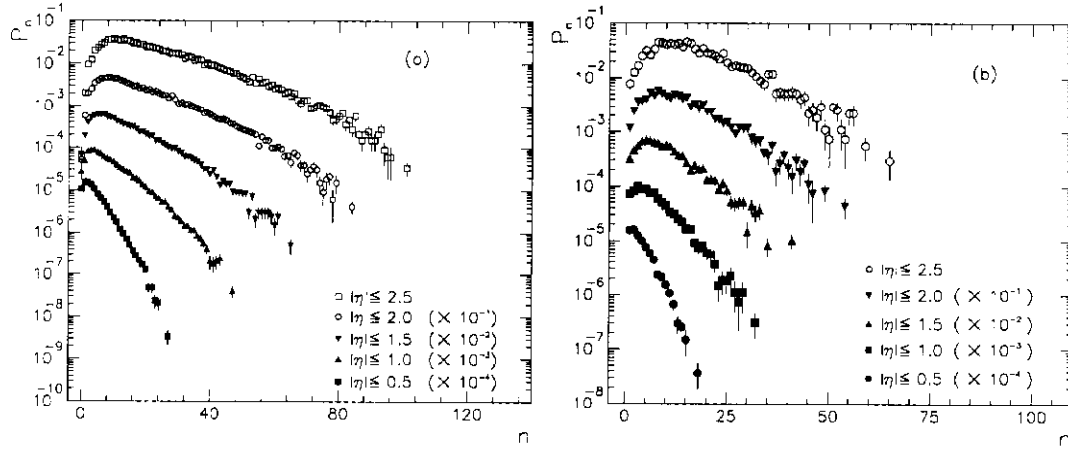 P_n
10⁻¹
10⁻²
10⁻³
10⁻⁴
10⁻⁵
10⁻⁶
10⁻⁷
10⁻⁸
10⁻⁹
10⁻¹⁰
(a)
|η| ≤ 2.5
|η| ≤ 2.0 (× 10⁻¹)
|η| ≤ 1.5 (× 10⁻²)
|η| ≤ 1.0 (× 10⁻³)
|η| ≤ 0.5 (× 10⁻⁴)
0 40 80 120
n
P_n
10⁻¹
10⁻²
10⁻³
10⁻⁴
10⁻⁵
10⁻⁶
10⁻⁷
10⁻⁸
(b)
|η| ≤ 2.5
|η| ≤ 2.0 (× 10⁻¹)
|η| ≤ 1.5 (× 10⁻²)
|η| ≤ 1.0 (× 10⁻³)
|η| ≤ 0.5 (× 10⁻⁴)
0 25 50 75 100
n